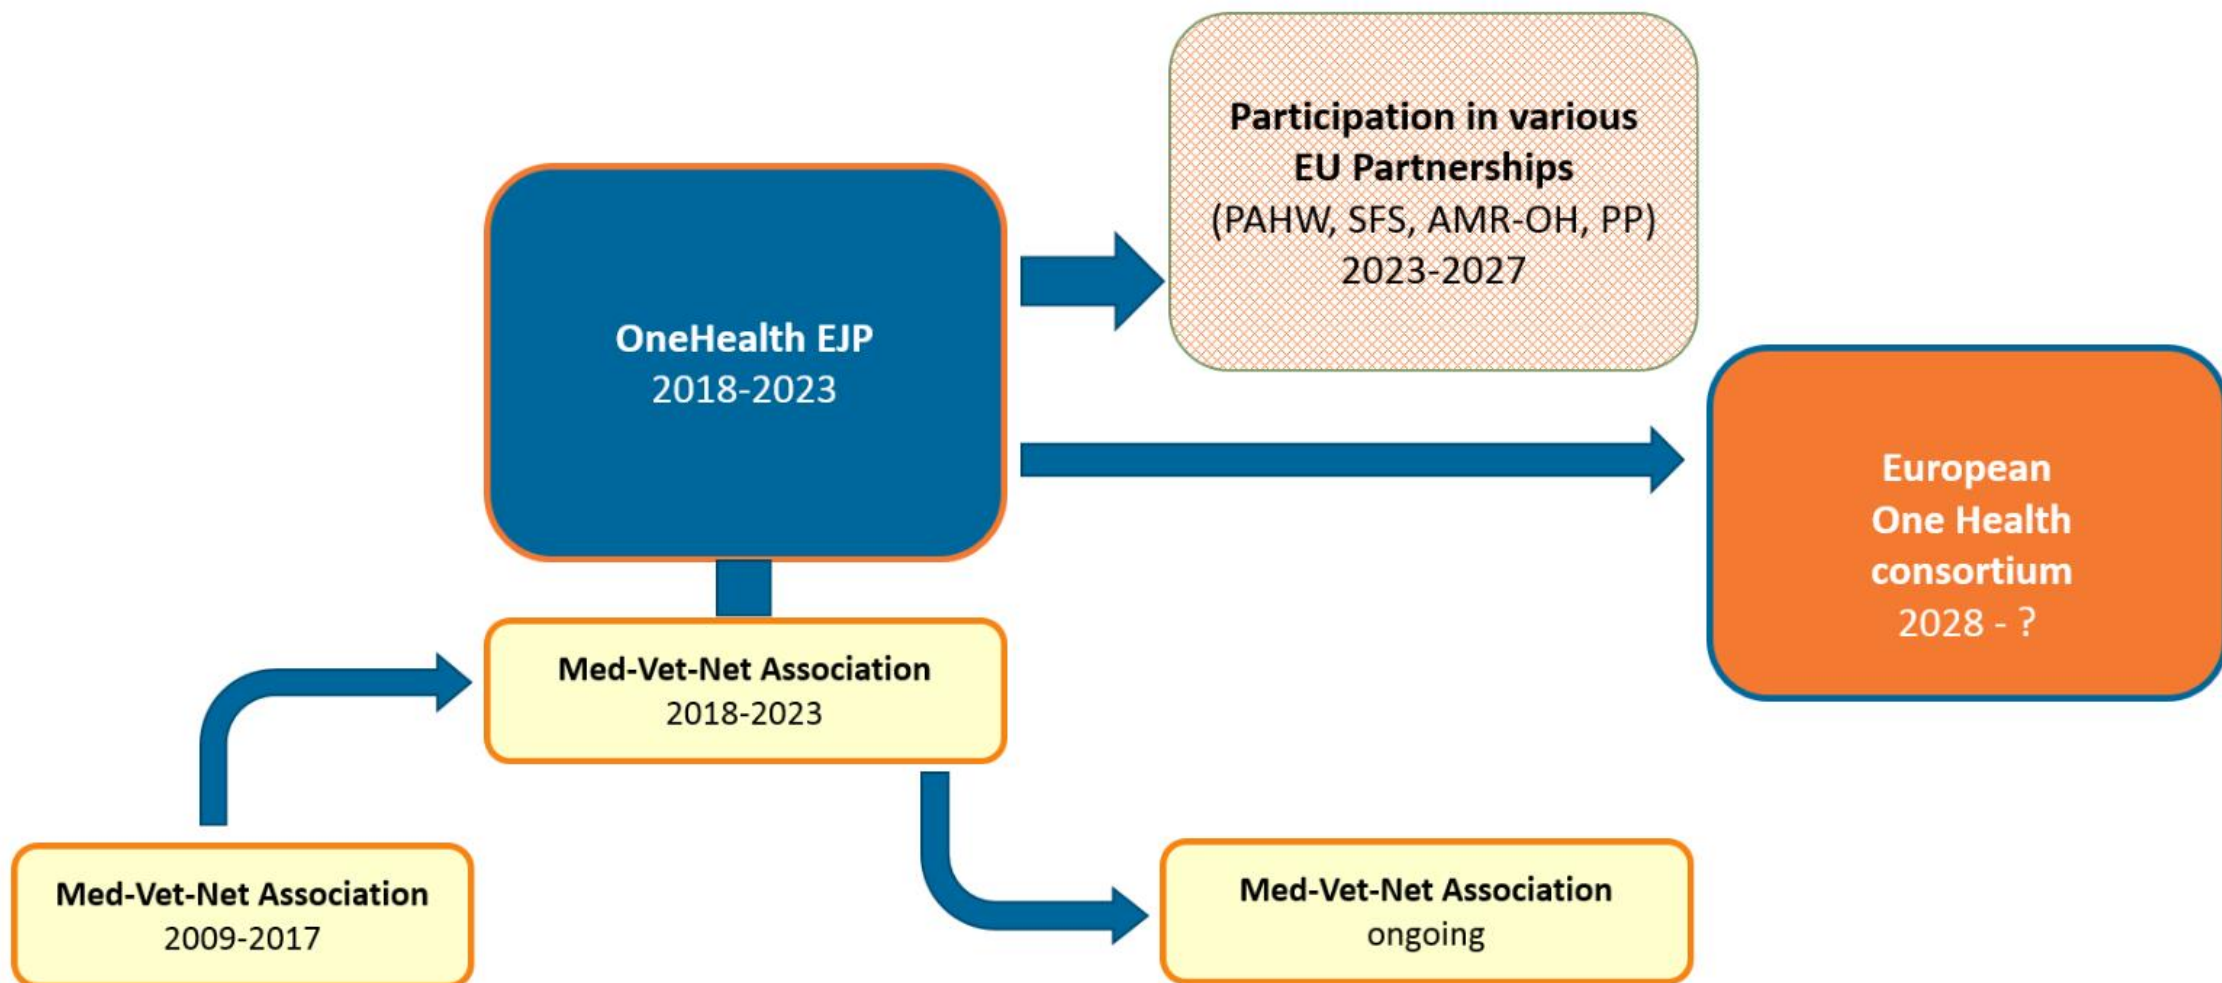 Participation in various
EU Partnerships
(PAHW, SFS, AMR-OH, PP)
2023-2027
OneHealth EJP
2018-2023
European
One Health
consortium
2028 - ?
Med-Vet-Net Association
2018-2023
Med-Vet-Net Association
2009-2017
Med-Vet-Net Association
ongoing